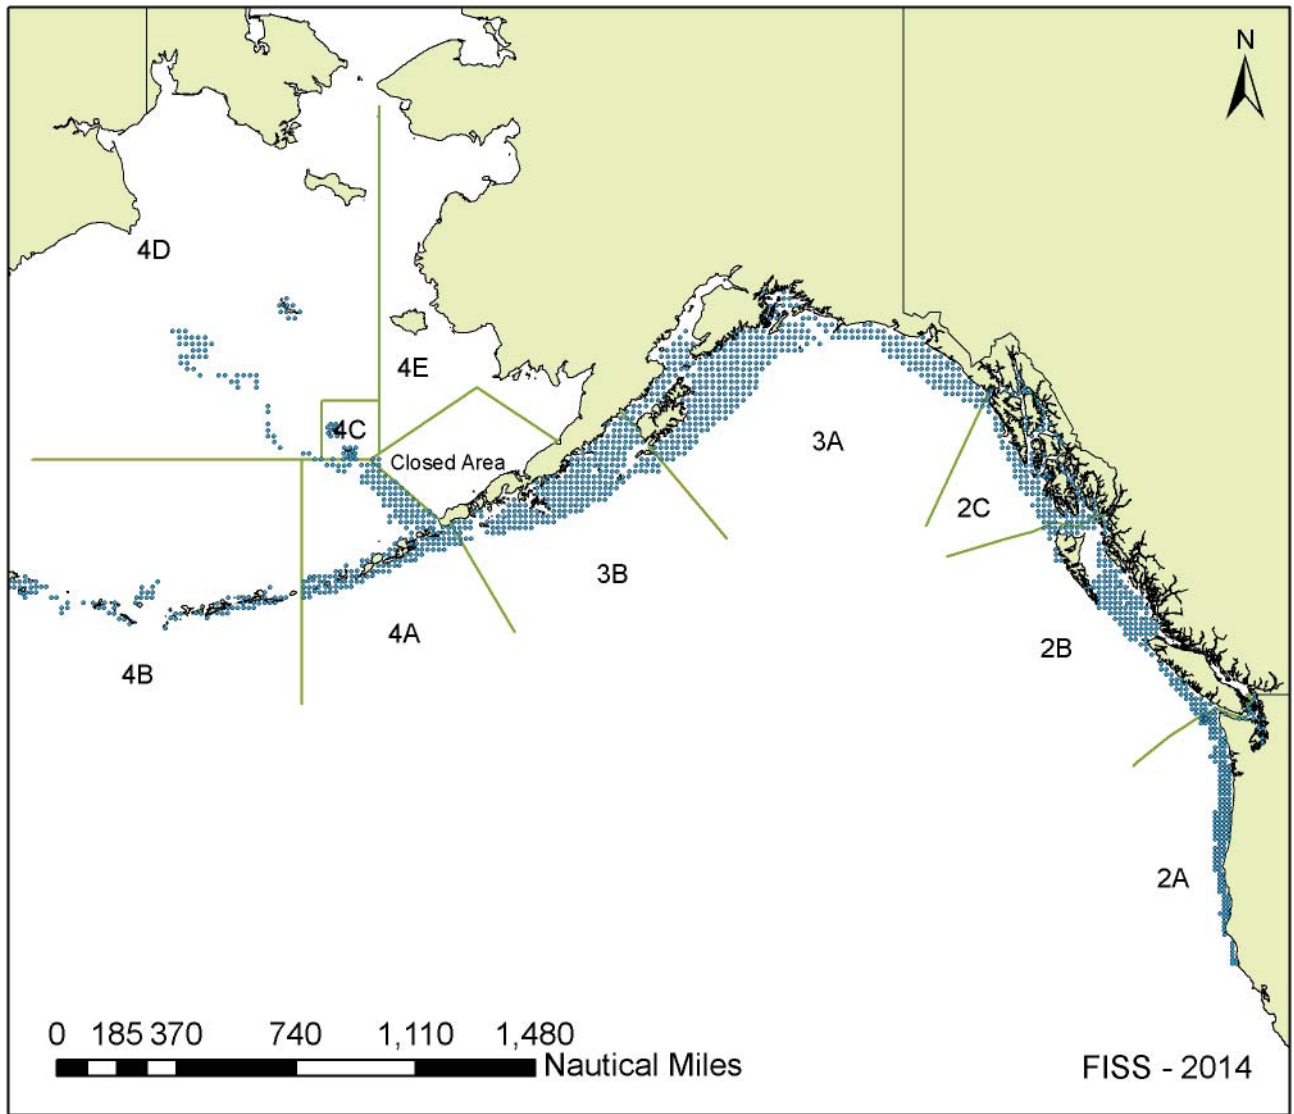 N
4D
4E
4C
Closed Area
3A
2C
3B
4A
2B
4B
2A
0 185 370 740 1,110 1,480
Nautical Miles
FISS - 2014